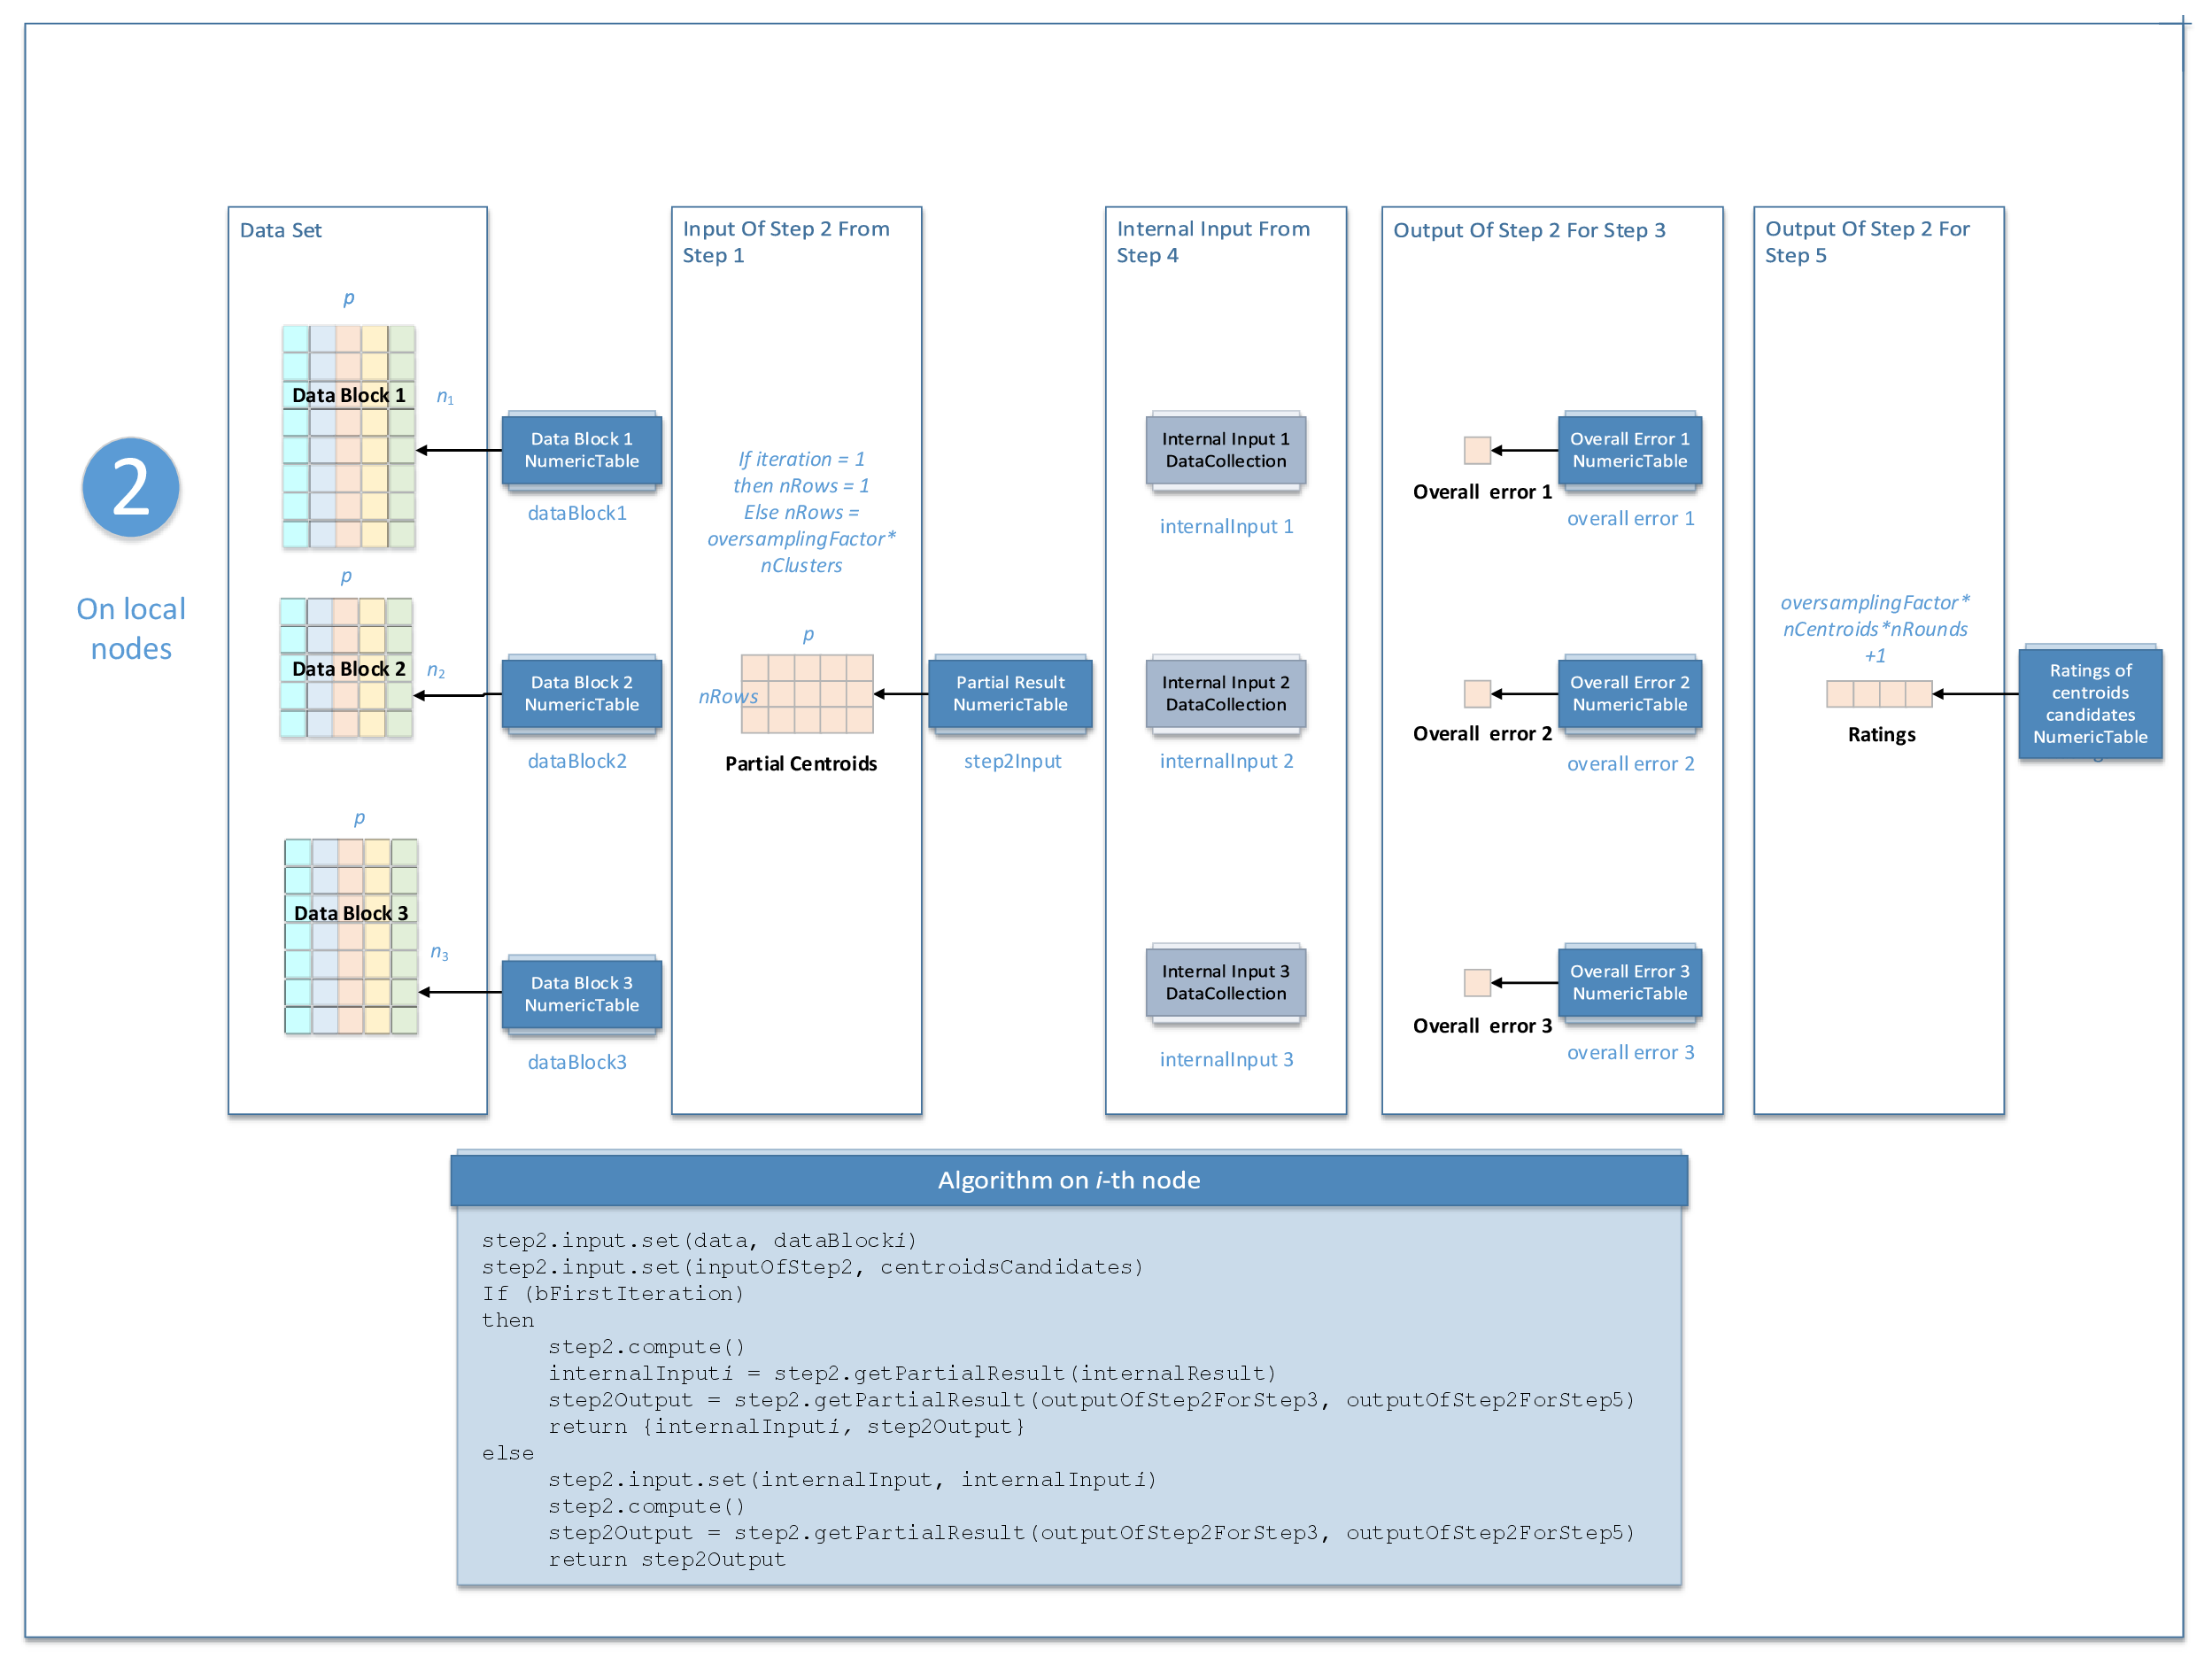 2
On local
nodes
Data Set
p
Data Block 1
n1
Data Block 1
NumericTable
dataBlock1
p
Data Block 2
n2
Data Block 2
NumericTable
dataBlock2
p
Data Block 3
n3
Data Block 3
NumericTable
dataBlock3
Input Of Step 2 From
Step 1
If iteration = 1
then nRows = 1
Else nRows =
oversamplingFactor*
nClusters
p
nRows
Partial Centroids
Partial Result
NumericTable
step2Input
Internal Input From
Step 4
Internal Input 1
DataCollection
internalInput 1
Internal Input 2
DataCollection
internalInput 2
Internal Input 3
DataCollection
internalInput 3
Output Of Step 2 For Step 3
Overall Error 1
NumericTable
Overall error 1
overall error 1
Overall Error 2
NumericTable
Overall error 2
overall error 2
Overall Error 3
NumericTable
Overall error 3
overall error 3
Output Of Step 2 For
Step 5
oversamplingFactor*
nCentroids*nRounds
+1
Ratings
Ratings of
centroids
candidates
NumericTable
Algorithm on i-th node
step2.input.set(data, dataBlocki)
step2.input.set(inputOfStep2, centroidsCandidates)
If (bFirstIteration)
then
step2.compute()
internalInputi = step2.getPartialResult(internalResult)
step2Output = step2.getPartialResult(outputOfStep2ForStep3, outputOfStep2ForStep5)
return {internalInputi, step2Output}
else
step2.input.set(internalInput, internalInputi)
step2.compute()
step2Output = step2.getPartialResult(outputOfStep2ForStep3, outputOfStep2ForStep5)
return step2Output